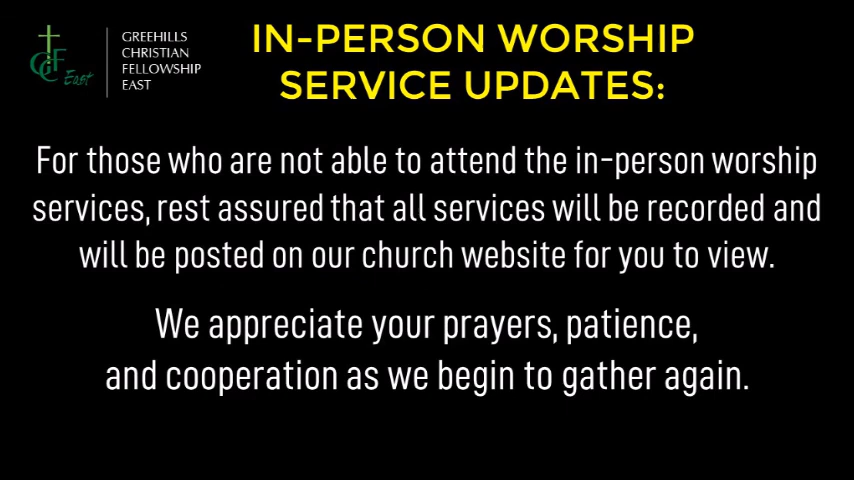 GCF
East
GREEHILLS
CHRISTIAN
FELLOWSHIP
EAST
IN-PERSON WORSHIP
SERVICE UPDATES:
For those who are not able to attend the in-person worship
services, rest assured that all services will be recorded and
will be posted on our church website for you to view.
We appreciate your prayers, patience,
and cooperation as we begin to gather again.